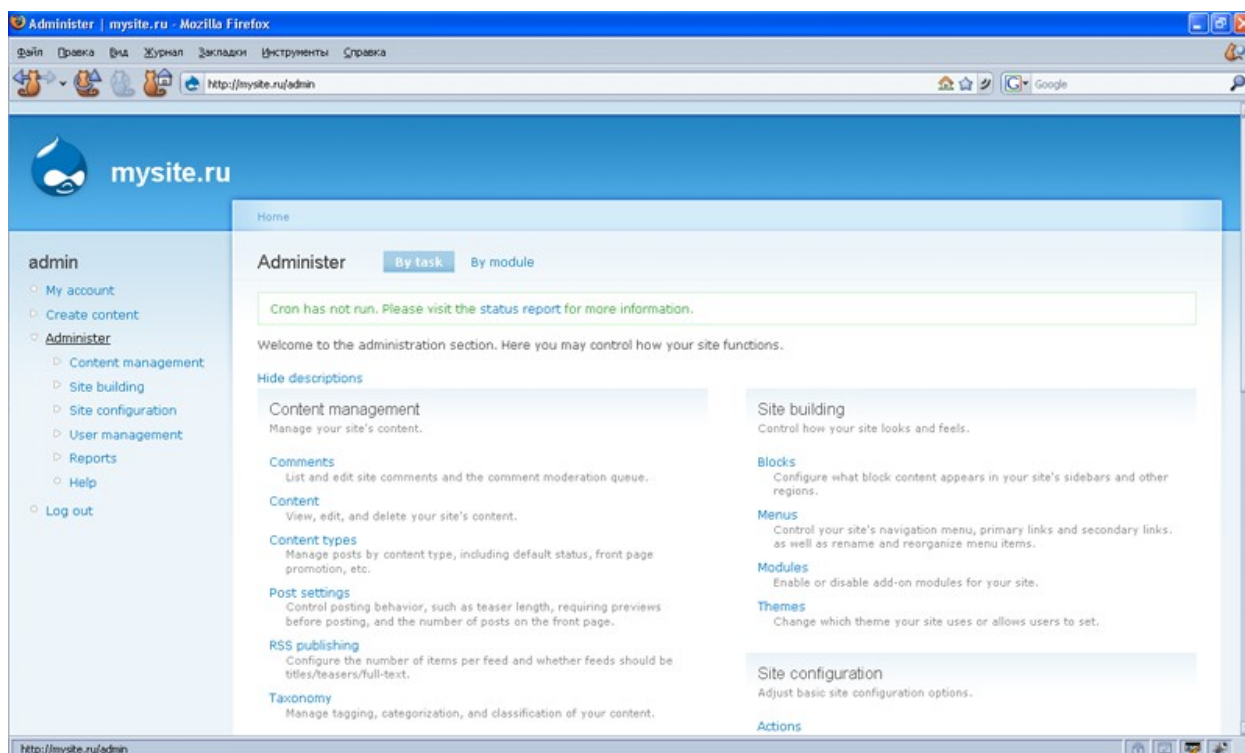 Administer | mysite.ru - Mozilla Firefox
Файл Правка Вид Журнал Закладки Инструменты Справка
http://mysite.ru/admin
Google
mysite.ru
Home
admin
My account
Create content
Administer
Content management
Site building
Site configuration
User management
Reports
Help
Log out
Administer By task By module
Cron has not run. Please visit the status report for more information.
Welcome to the administration section. Here you may control how your site functions.
Hide descriptions
Content management
Manage your site's content.
Comments
List and edit site comments and the comment moderation queue.
Content
View, edit, and delete your site's content.
Content types
Manage posts by content type, including default status, front page
promotion, etc.
Post settings
Control posting behavior, such as teaser length, requiring previews
before posting, and the number of posts on the front page.
RSS publishing
Configure the number of items per feed and whether feeds should be
titles/teasers/full-text.
Taxonomy
Manage tagging, categorization, and classification of your content.
Site building
Control how your site looks and feels.
Blocks
Configure what block content appears in your site's sidebars and other
regions.
Menus
Control your site's navigation menu, primary links and secondary links.
as well as rename and reorganize menu items.
Modules
Enable or disable add-on modules for your site.
Themes
Change which theme your site uses or allows users to set.
Site configuration
Adjust basic site configuration options.
Actions
http://mysite.ru/admin